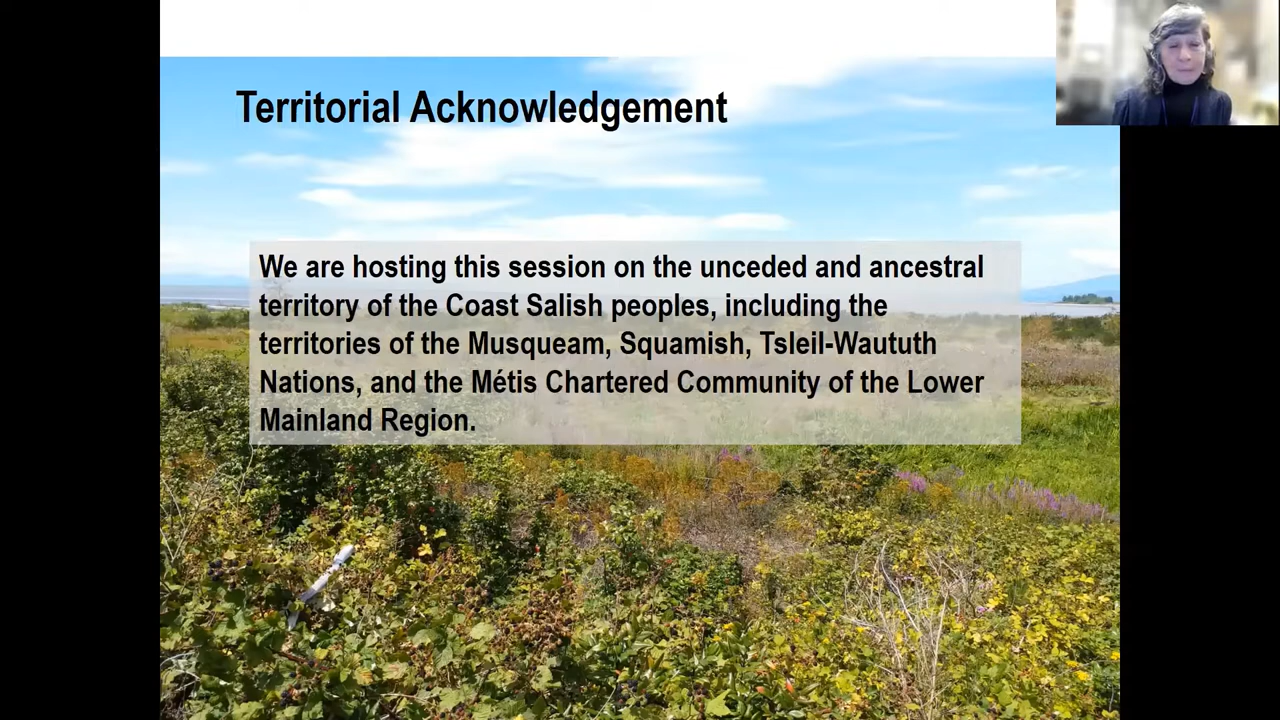 Territorial Acknowledgement
We are hosting this session on the unceded and ancestral
territory of the Coast Salish peoples, including the
territories of the Musqueam, Squamish, Tsleil-Waututh
Nations, and the Métis Chartered Community of the Lower
Mainland Region.